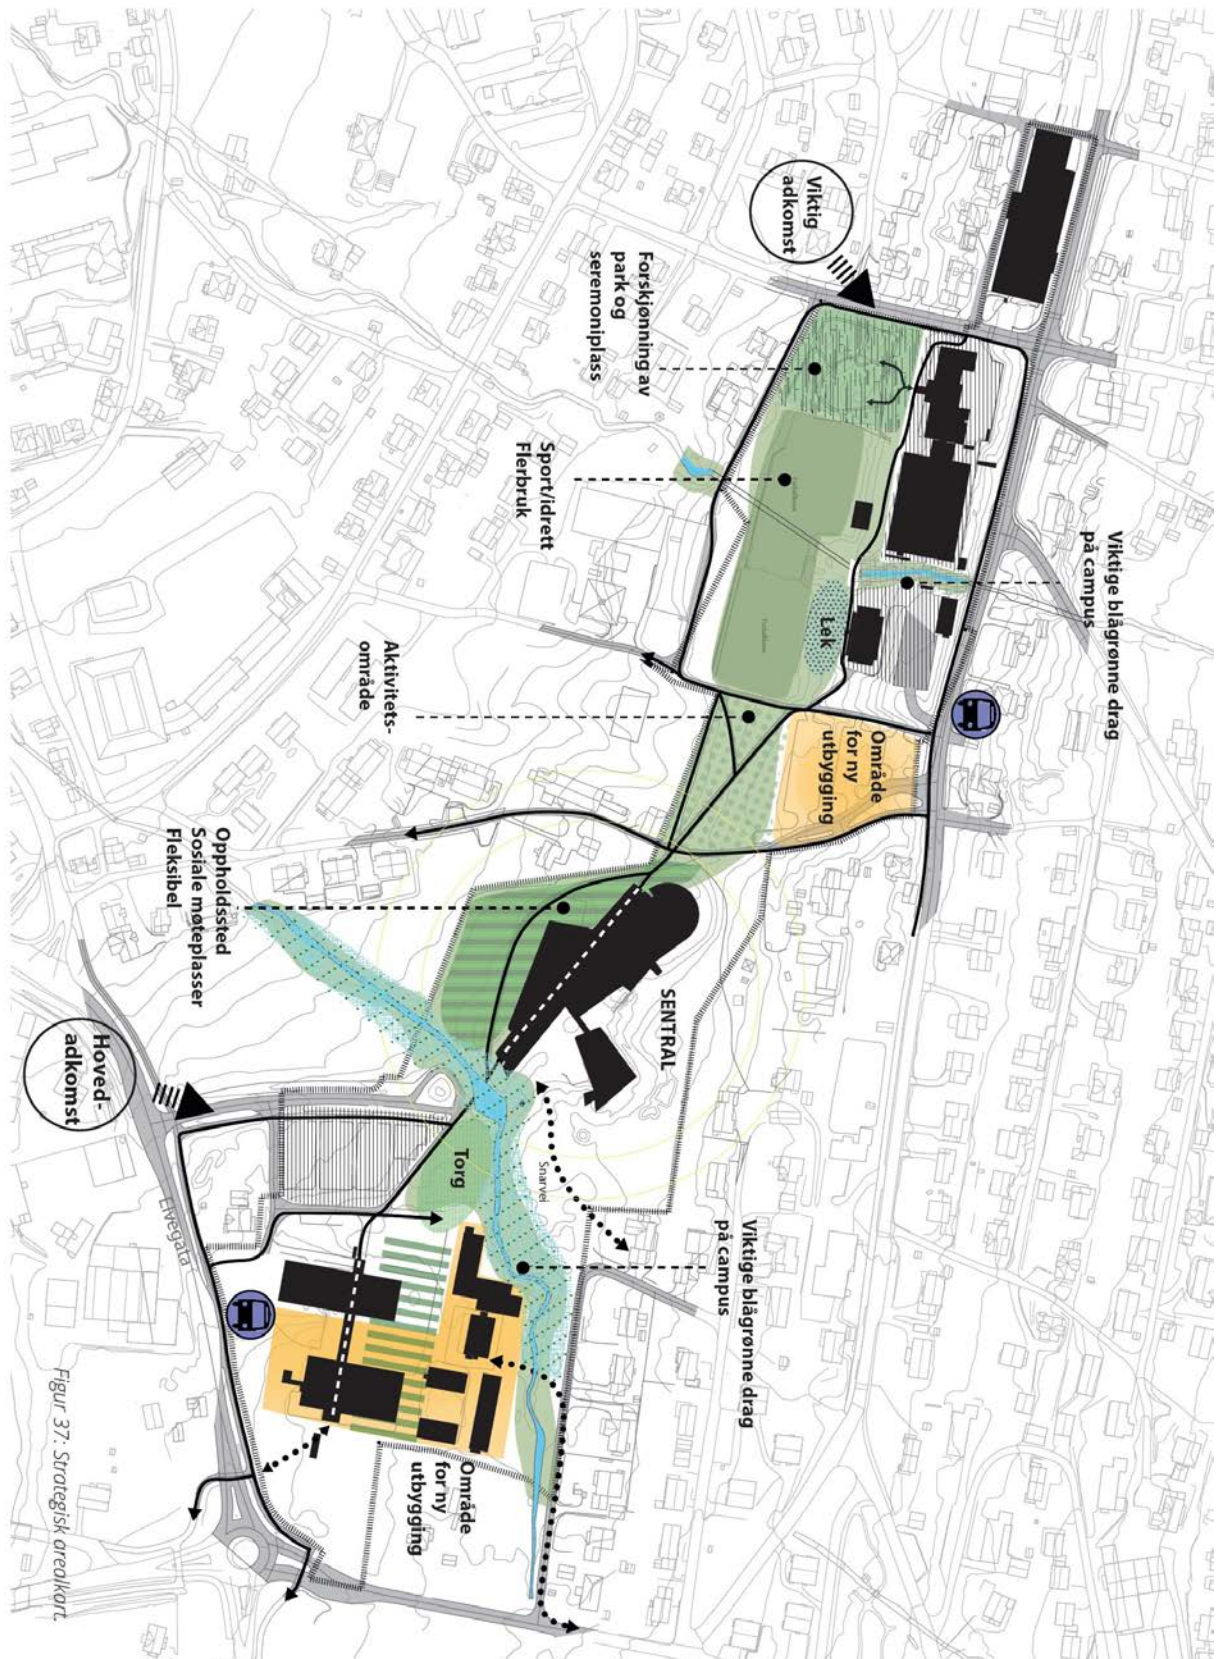 Viktig
adkomst
Forskjønning av
park og
seremoniplass
Sport/idrett
Flerbruk
Viktige blågrønne drag
på campus
Lek
Aktivitets-
område
Område
for ny
utbygging
Oppholdssted
Sosiale møteplasser
Fleksibel
SENTRAL
Hoved-
adkomst
Torg
Snarvei
Elvegata
Viktige blågrønne drag
på campus
Område
for ny
utbygging
Figur 37: Strategisk arealkart.